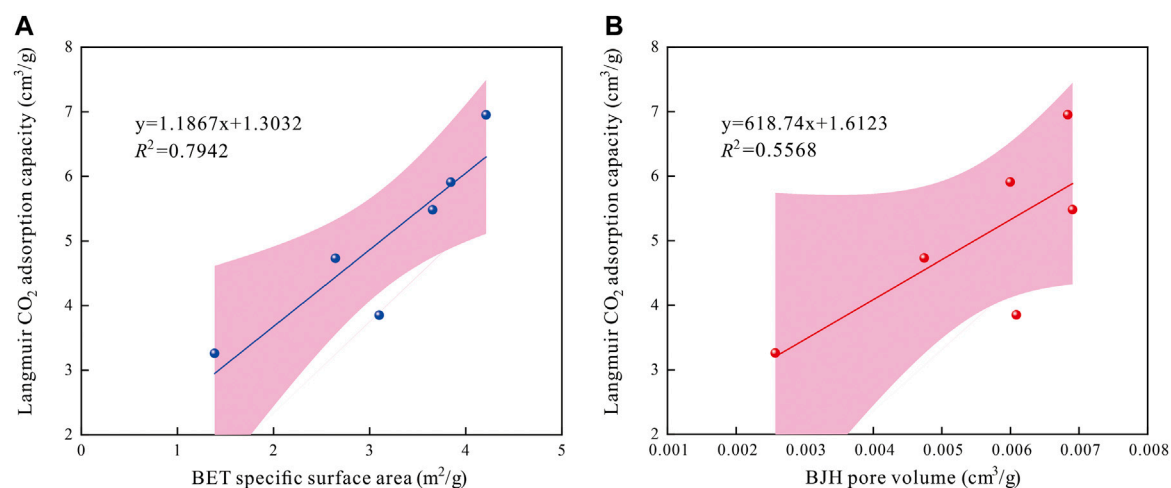 A
Langmuir CO₂ adsorption capacity (cm³/g)
8
7
6
5
4
3
2
y=1.1867x+1.3032
R²=0.7942
0 1 2 3 4 5
BET specific surface area (m²/g)
B
Langmuir CO₂ adsorption capacity (cm³/g)
8
7
6
5
4
3
2
y=618.74x+1.6123
R²=0.5568
0.001 0.002 0.003 0.004 0.005 0.006 0.007 0.008
BJH pore volume (cm³/g)